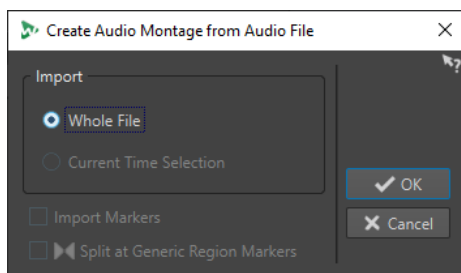 Create Audio Montage from Audio File
Import
Whole File
Current Time Selection
OK
Import Markers
Cancel
Split at Generic Region Markers